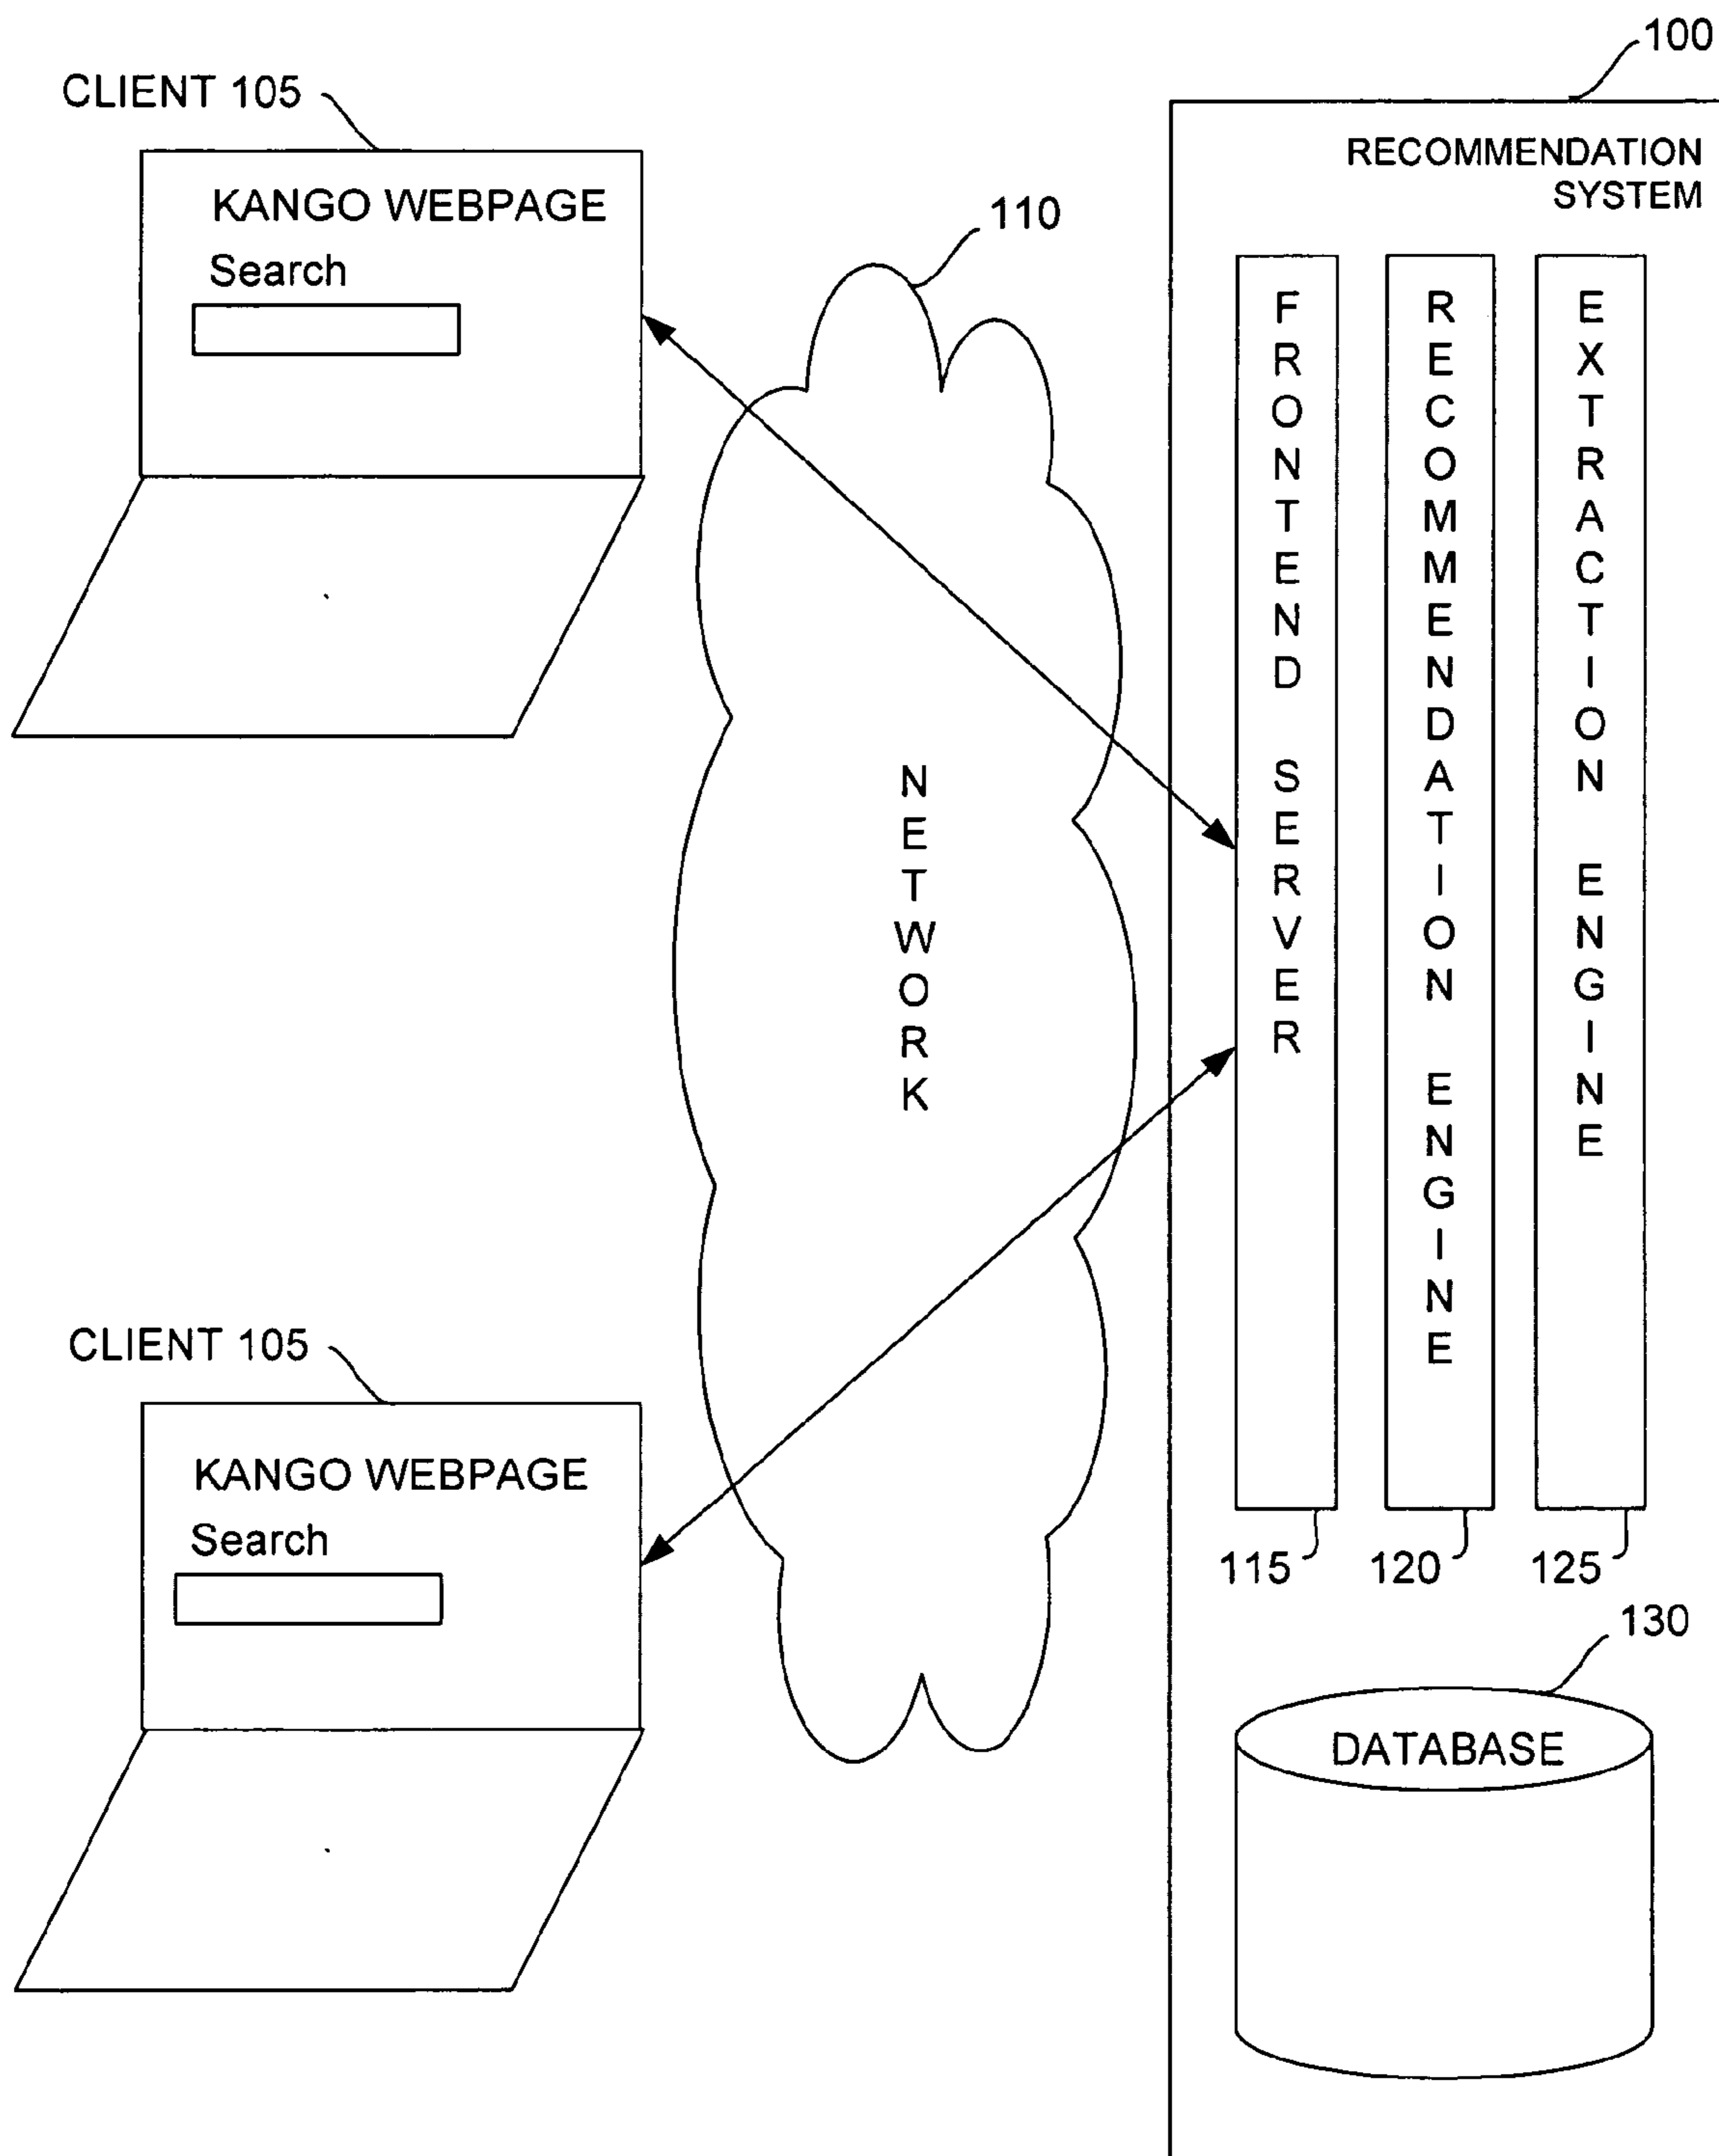 100
CLIENT 105
RECOMMENDATION
SYSTEM
KANGO WEBPAGE
Search
110
FRONTEND SERVER
RECOMMENDATION ENGINE
EXTRACTION ENGINE
NETWORK
CLIENT 105
KANGO WEBPAGE
Search
115
120
125
130
DATABASE